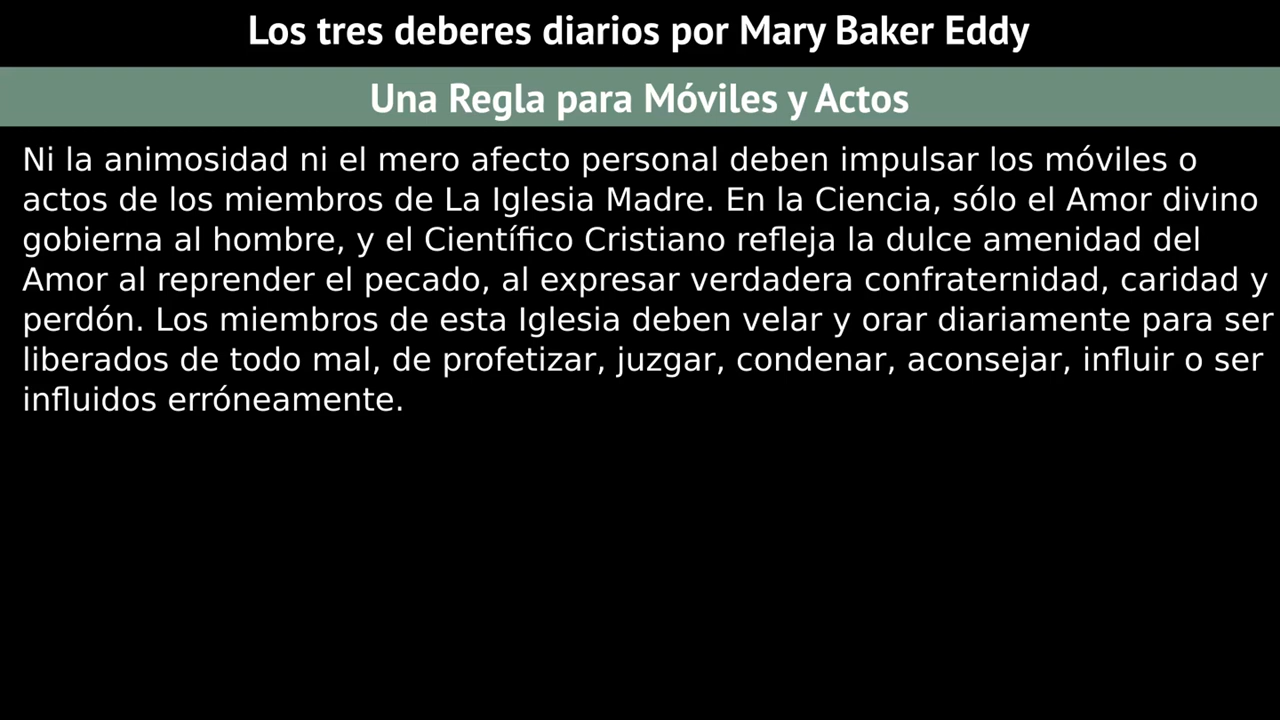 Los tres deberes diarios por Mary Baker Eddy
Una Regla para Móviles y Actos
Ni la animosidad ni el mero afecto personal deben impulsar los móviles o
actos de los miembros de La Iglesia Madre. En la Ciencia, sólo el Amor divino
gobierna al hombre, y el Científico Cristiano refleja la dulce amenidad del
Amor al reprender el pecado, al expresar verdadera confraternidad, caridad y
perdón. Los miembros de esta Iglesia deben velar y orar diariamente para ser
liberados de todo mal, de profetizar, juzgar, condenar, aconsejar, influir o ser
influidos erróneamente.